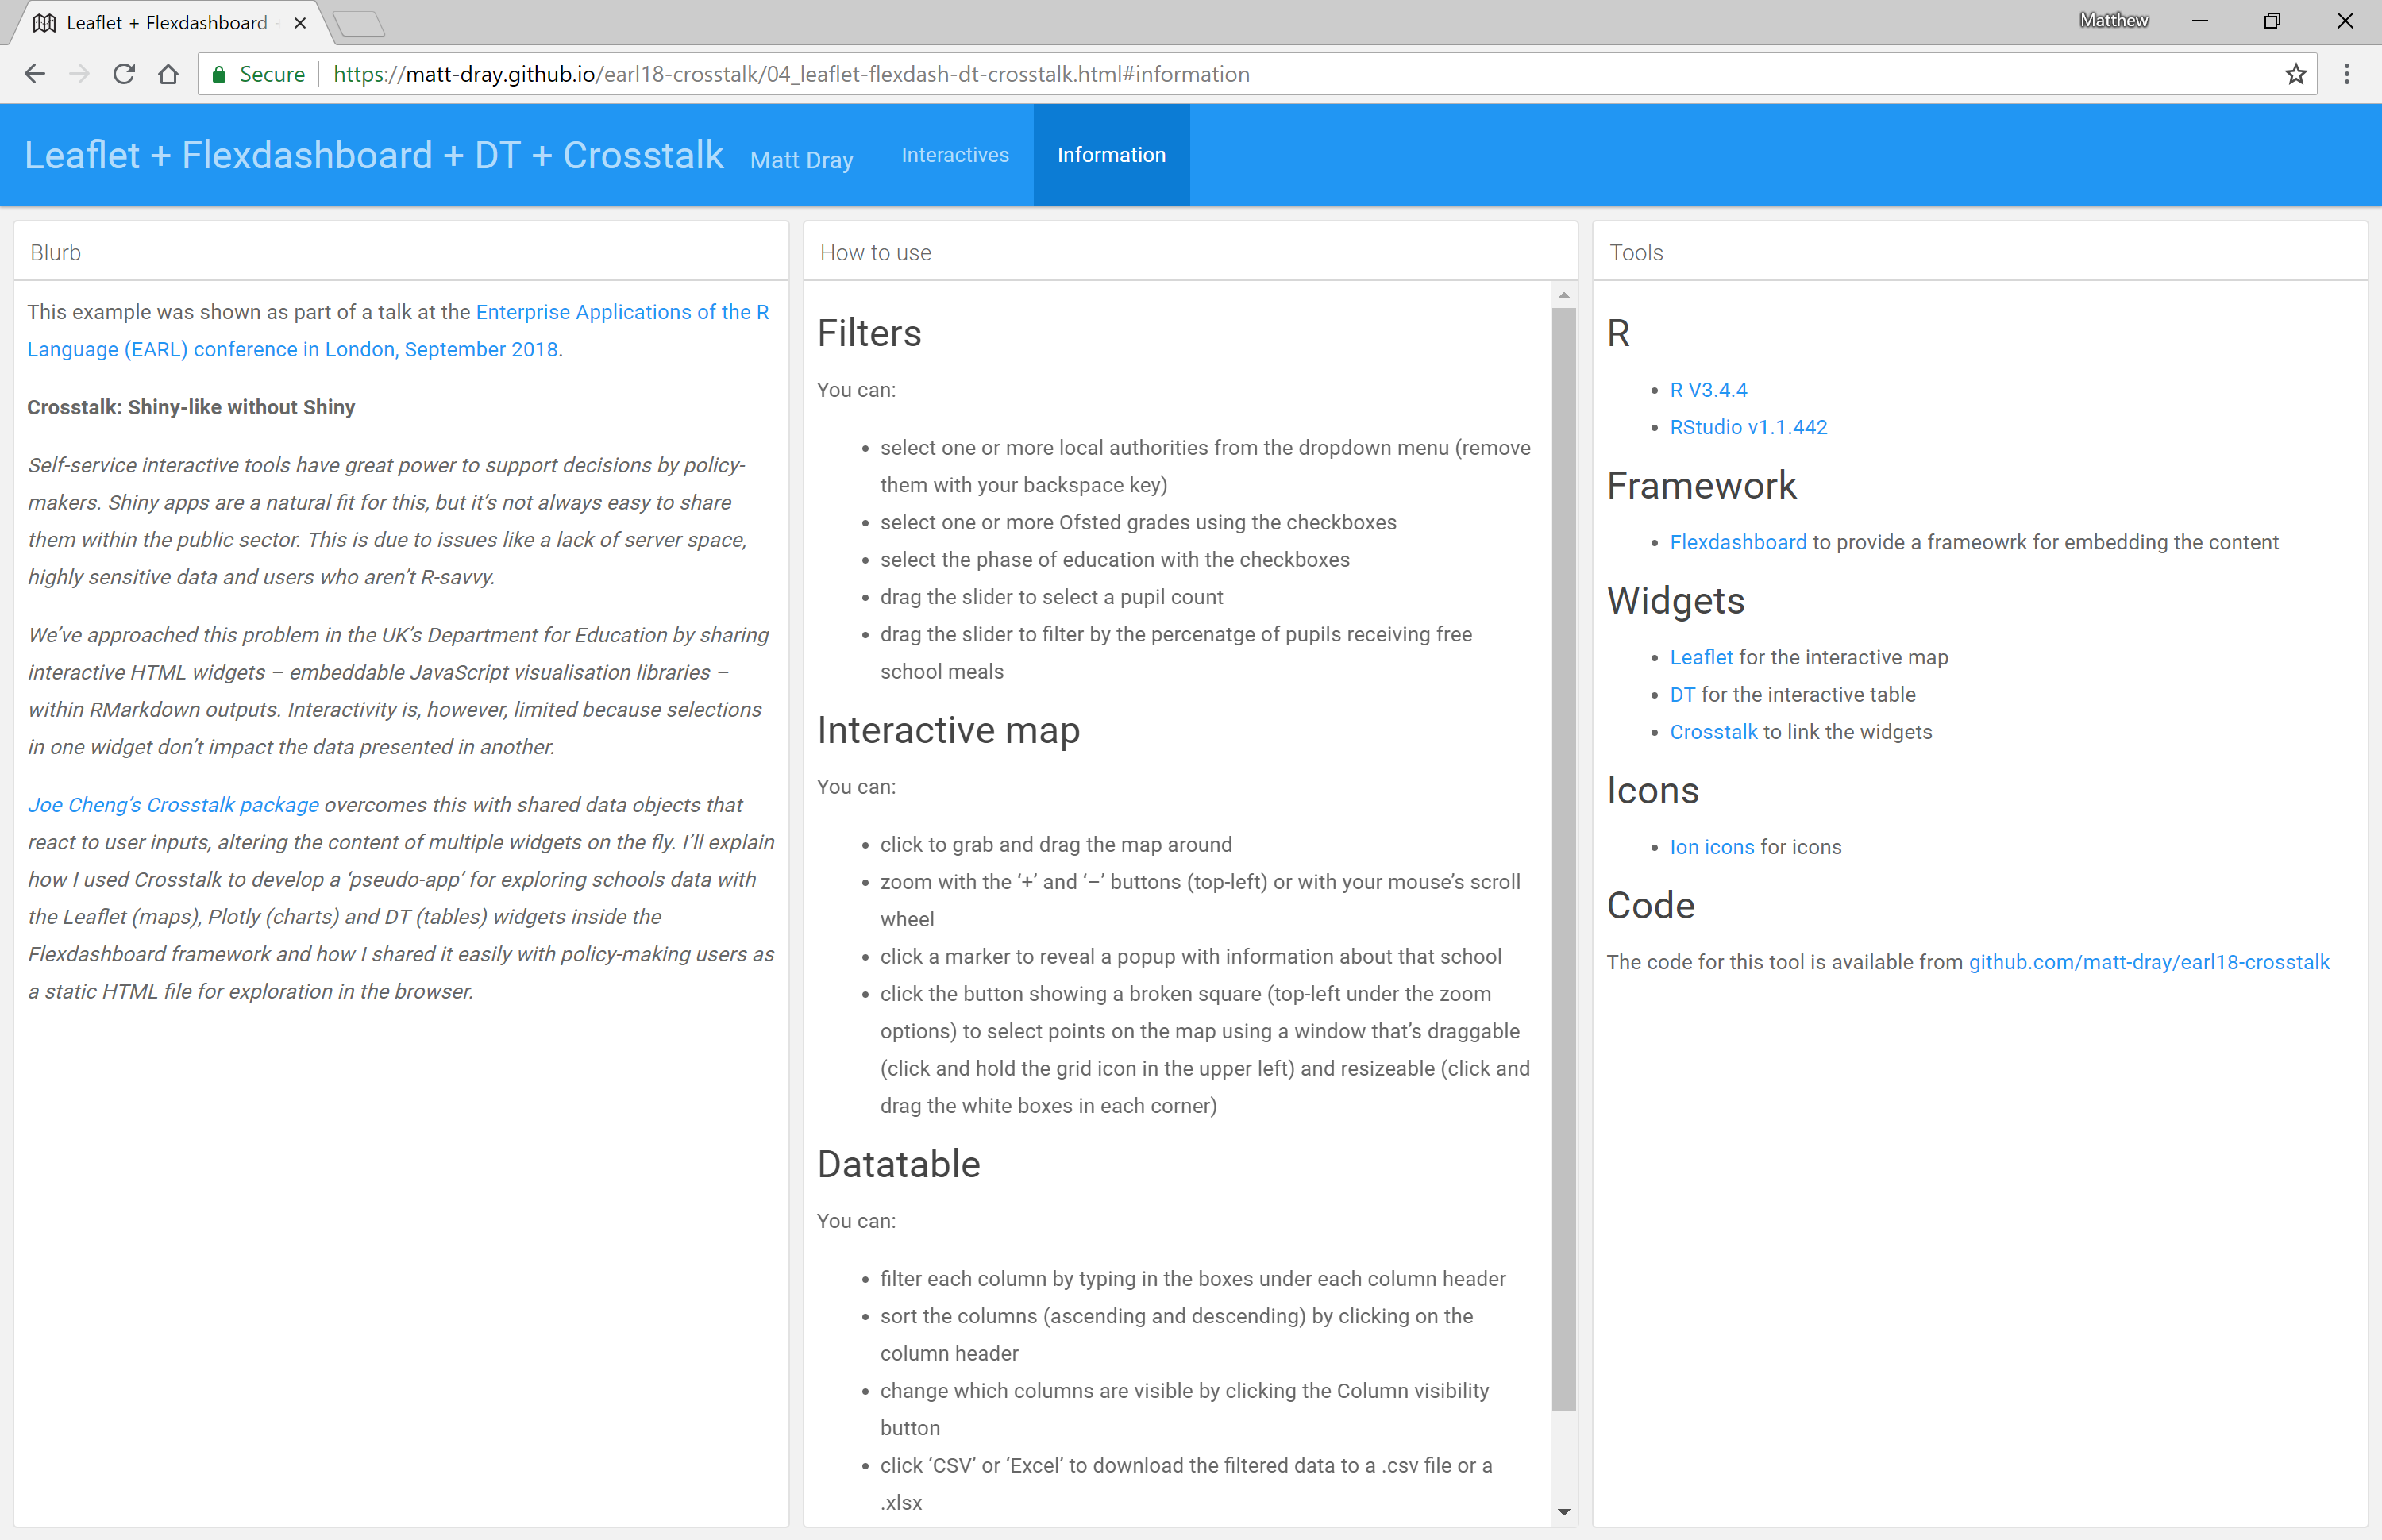 Leaflet + Flexdashboard
Matthew
Secure
https://matt-dray.github.io/earl18-crosstalk/04_leaflet-flexdash-dt-crosstalk.html#information
Leaflet + Flexdashboard + DT + Crosstalk
Matt Dray
Interactives
Information
Blurb
This example was shown as part of a talk at the Enterprise Applications of the R
Language (EARL) conference in London, September 2018.
Crosstalk: Shiny-like without Shiny
Self-service interactive tools have great power to support decisions by policy-
makers. Shiny apps are a natural fit for this, but it’s not always easy to share
them within the public sector. This is due to issues like a lack of server space,
highly sensitive data and users who aren’t R-savvy.
We’ve approached this problem in the UK’s Department for Education by sharing
interactive HTML widgets – embeddable JavaScript visualisation libraries –
within RMarkdown outputs. Interactivity is, however, limited because selections
in one widget don’t impact the data presented in another.
Joe Cheng’s Crosstalk package overcomes this with shared data objects that
react to user inputs, altering the content of multiple widgets on the fly. I’ll explain
how I used Crosstalk to develop a ‘pseudo-app’ for exploring schools data with
the Leaflet (maps), Plotly (charts) and DT (tables) widgets inside the
Flexdashboard framework and how I shared it easily with policy-making users as
a static HTML file for exploration in the browser.
How to use
Filters
You can:
• select one or more local authorities from the dropdown menu (remove
them with your backspace key)
• select one or more Ofsted grades using the checkboxes
• select the phase of education with the checkboxes
• drag the slider to select a pupil count
• drag the slider to filter by the percenatge of pupils receiving free
school meals
Interactive map
You can:
• click to grab and drag the map around
• zoom with the ‘+’ and ‘–’ buttons (top-left) or with your mouse’s scroll
wheel
• click a marker to reveal a popup with information about that school
• click the button showing a broken square (top-left under the zoom
options) to select points on the map using a window that’s draggable
(click and hold the grid icon in the upper left) and resizeable (click and
drag the white boxes in each corner)
Datatable
You can:
• filter each column by typing in the boxes under each column header
• sort the columns (ascending and descending) by clicking on the
column header
• change which columns are visible by clicking the Column visibility
button
• click ‘CSV’ or ‘Excel’ to download the filtered data to a .csv file or a
.xlsx
Tools
R
• R V3.4.4
• RStudio v1.1.442
Framework
• Flexdashboard to provide a frameowrk for embedding the content
Widgets
• Leaflet for the interactive map
• DT for the interactive table
• Crosstalk to link the widgets
Icons
• Ion icons for icons
Code
The code for this tool is available from github.com/matt-dray/earl18-crosstalk